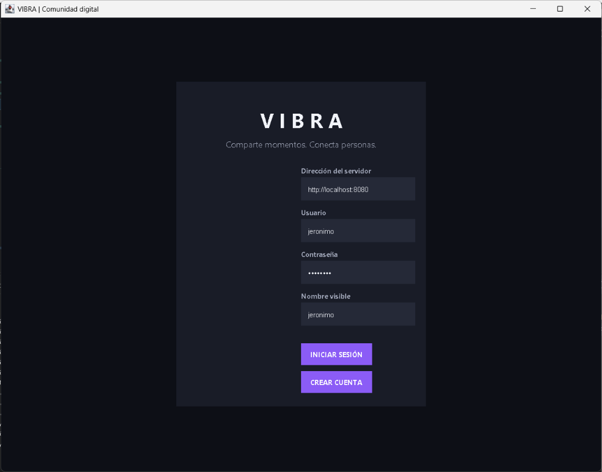 VIBRA | Comunidad digital
VIBRA
Comparte momentos. Conecta personas.
Dirección del servidor
http://localhost:8080
Usuario
jeronimo
Contraseña
••••••••
Nombre visible
jeronimo
INICIAR SESIÓN
CREAR CUENTA